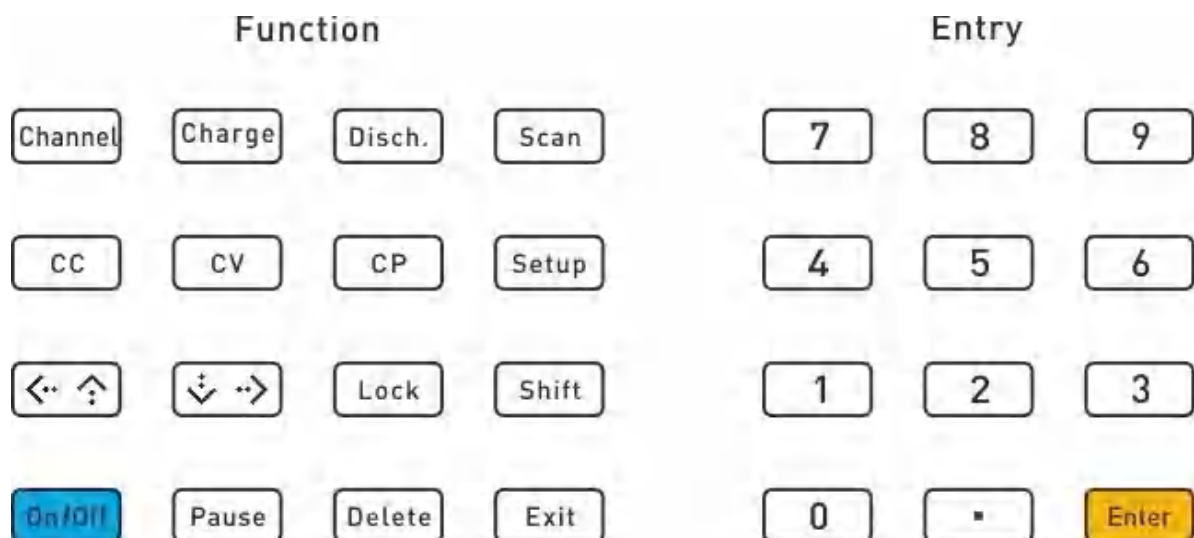 Function Entry
Channel Charge Disch. Scan 7 8 9
CC CV CP Setup 4 5 6
Lock Shift 1 2 3
On/Off Pause Delete Exit 0 . Enter